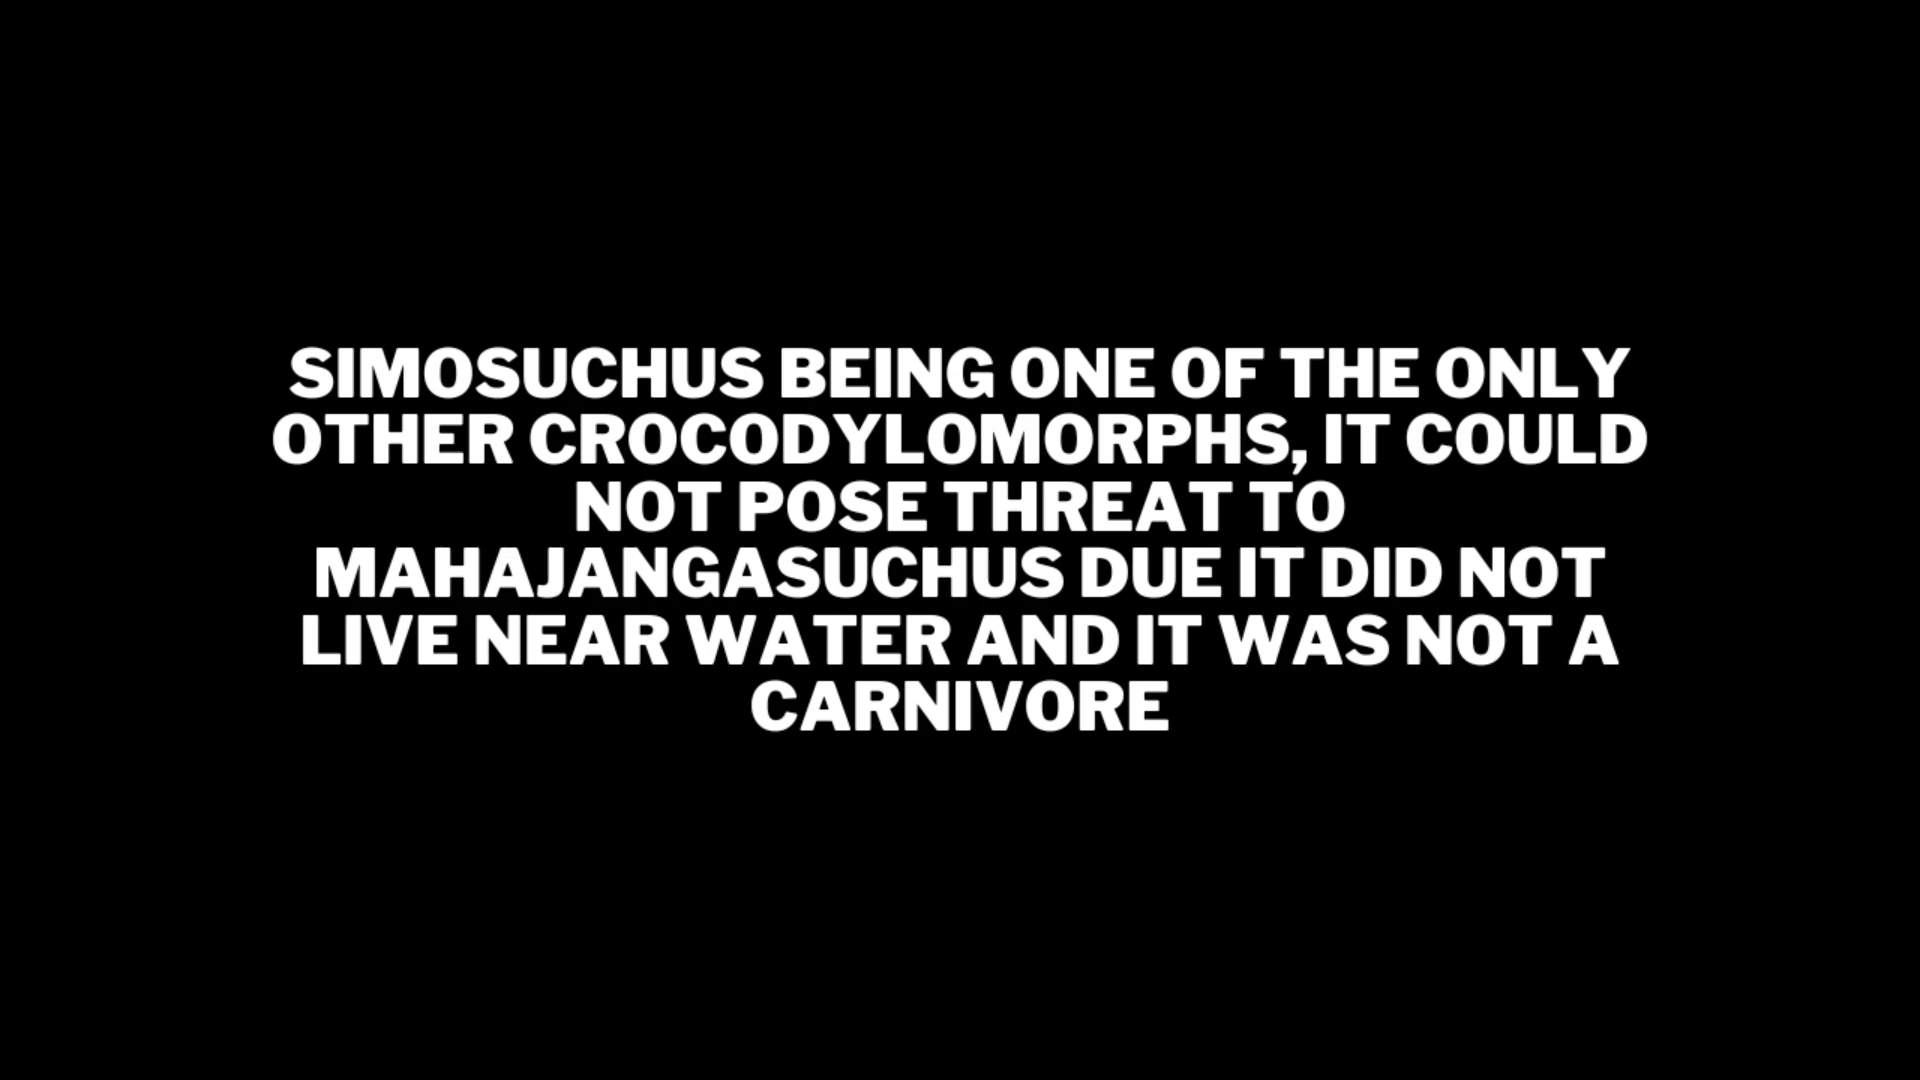 SIMOSUCHUS BEING ONE OF THE ONLY
OTHER CROCODYLOMORPHS, IT COULD
NOT POSE THREAT TO
MAHAJANGASUCHUS DUE IT DID NOT
LIVE NEAR WATER AND IT WAS NOT A
CARNIVORE